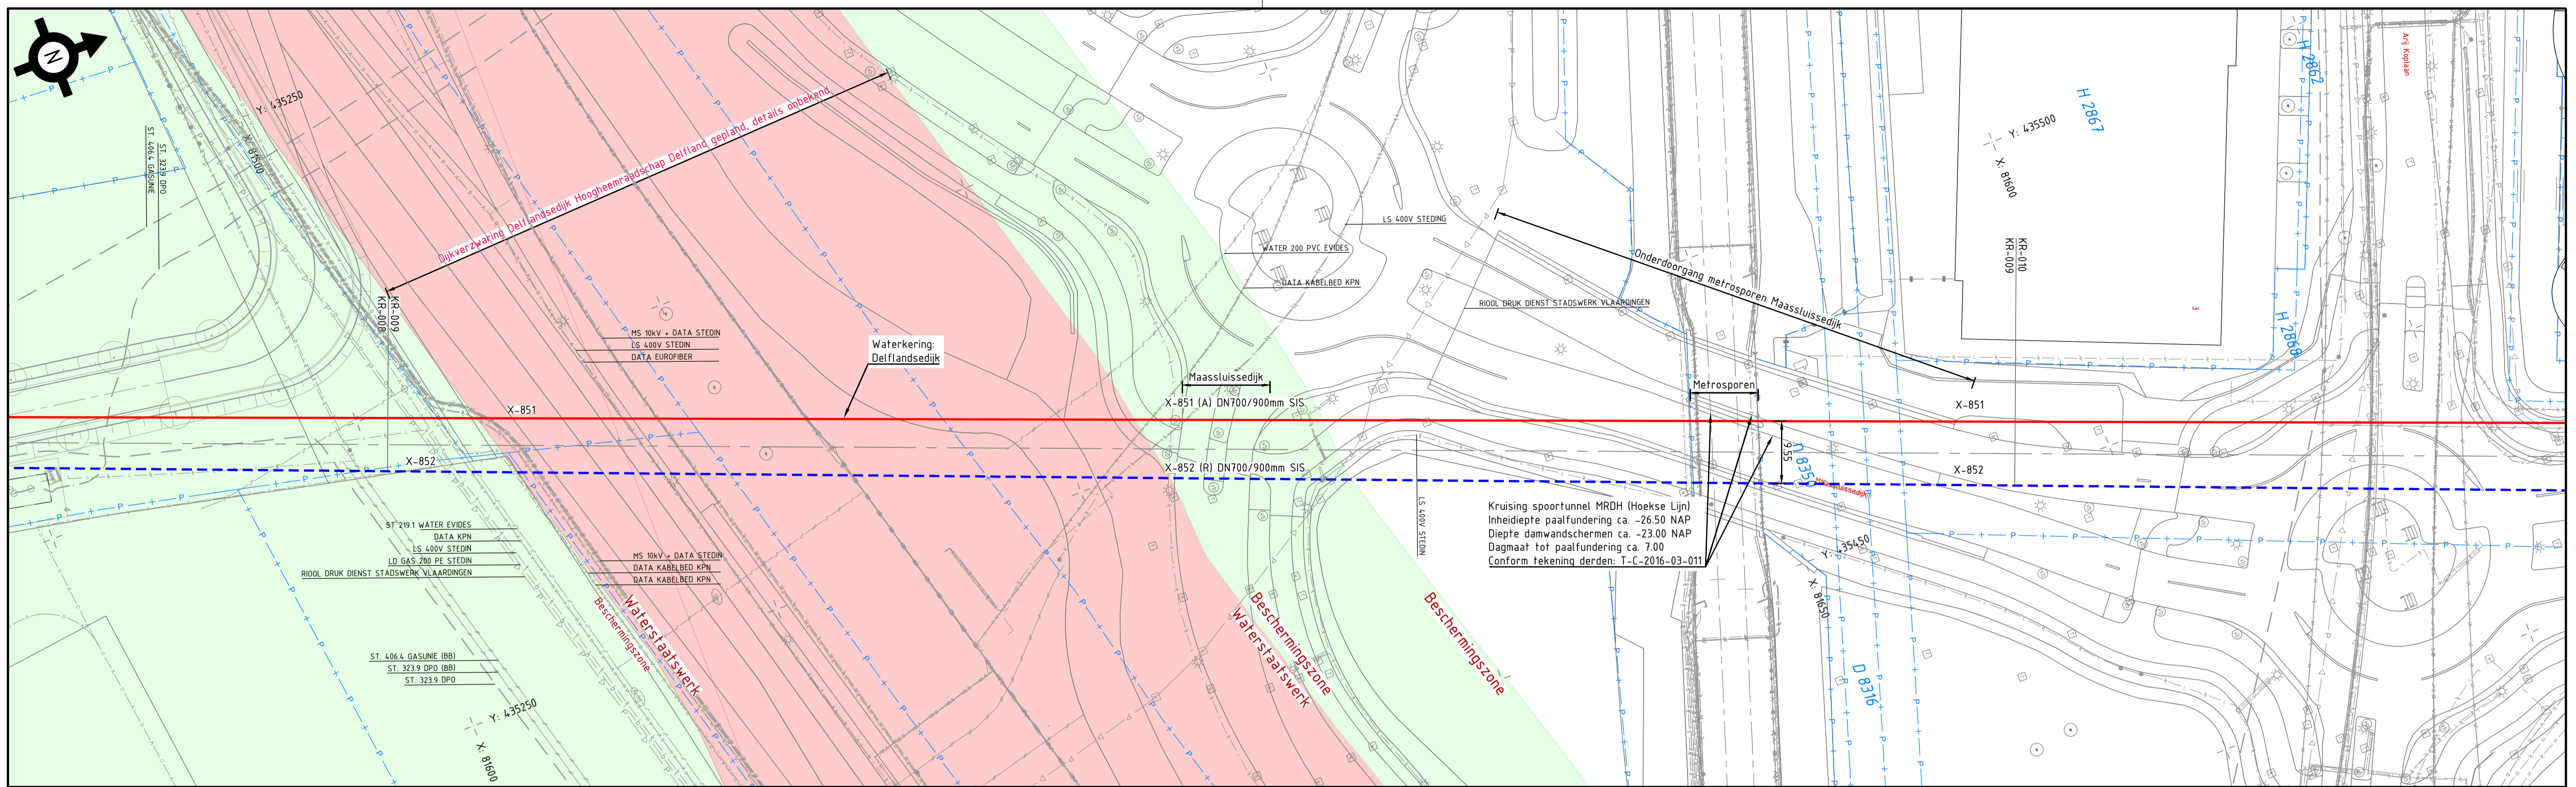 N
Y: 435250
X: 81500
ST. 406.4 GASUNIE
ST. 323.9 DPO
Dijkverzwaring Delflandsedijk Hoogheemraadschap Delfland gepland, details onbekend
KR-009
KR-008
MS 10kV + DATA STEDIN
LS 400V STEDIN
DATA EUROFIBER
Waterkering:
Delflandsedijk
Maassluissedijk
X-851
X-851 (A) DN700/900mm SIS
X-852
X-852 (R) DN700/900mm SIS
LS 400V STEDING
WATER 200 PVC EVIDES
DATA KABELBED KPN
RIOOL DRUK DIENST STADSWERK VLAARDINGEN
Onderdoorgang metrosporen Maassluissedijk
Metrosporen
9.55
X-851
X-852
Maassluissedijk
LS 400V STEDIN
Kruising spoortunnel MRDH (Hoekse Lijn)
Inheidiepte paalfundering ca. -26.50 NAP
Diepte damwandschermen ca. -23.00 NAP
Dagmaat tot paalfundering ca. 7.00
Conform tekening derden: T-C-2016-03-011
Y: 435450
X: 81650
D 8316
Y: 435500
X: 81600
KR-010
KR-009
H 2867
H 2862
H 2868
3
Arij Koplaan
ST 219.1 WATER EVIDES
DATA KPN
LS 400V STEDIN
LD GAS 200 PE STEDIN
RIOOL DRUK DIENST STADSWERK VLAARDINGEN
MS 10kV + DATA STEDIN
DATA KABELBED KPN
DATA KABELBED KPN
Waterstaatswerk
Beschermingszone
ST. 406.4 GASUNIE (BB)
ST. 323.9 DPO (BB)
ST. 323.9 DPO
Y: 435250
X: 81600
Beschermingszone
Waterstaatswerk
Beschermingszone